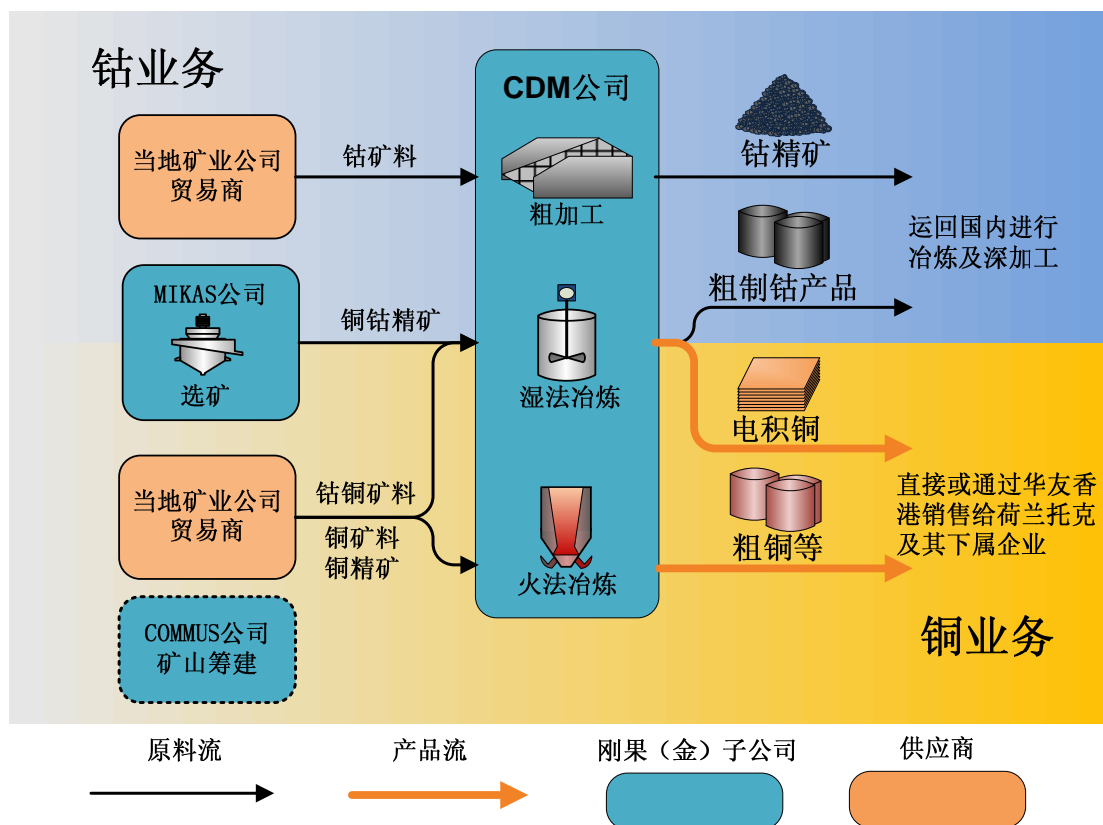 钴业务
CDM公司
当地矿业公司
贸易商
钴矿料
粗加工
钴精矿
粗制钴产品
运回国内进行
冶炼及深加工
MIKAS公司
选矿
铜钴精矿
湿法冶炼
电积铜
当地矿业公司
贸易商
钴铜矿料
铜矿料
铜精矿
火法冶炼
粗铜等
直接或通过华友香
港销售给荷兰托克
及其下属企业
COMMUS公司
矿山筹建
铜业务
原料流
产品流
刚果（金）子公司
供应商